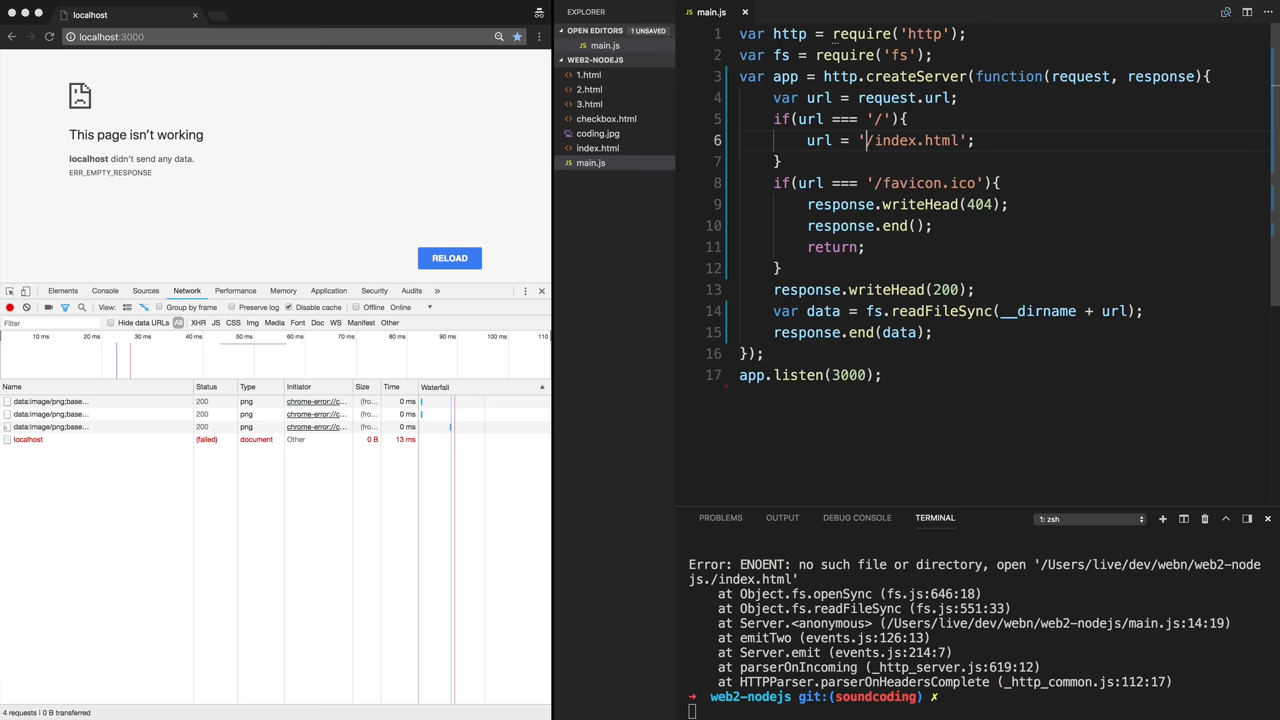 localhost
localhost:3000
This page isn't working
localhost didn't send any data.
ERR_EMPTY_RESPONSE
RELOAD
Elements Console Sources Network Performance Memory Application Security Audits
View: Group by frame Preserve log Disable cache Offline Online
Filter Hide data URLs All XHR JS CSS Img Media Font Doc WS Manifest Other
10 ms 20 ms 30 ms 40 ms 50 ms 60 ms 70 ms 80 ms 90 ms 100 ms 110
Name Status Type Initiator Size Time Waterfall
data:image/png;base... 200 png chrome-error://c... (fro... 0 ms
data:image/png;base... 200 png chrome-error://c... (fro... 0 ms
data:image/png;base... 200 png chrome-error://c... (fro... 0 ms
localhost (failed) document Other 0 B 13 ms
4 requests | 0 B transferred
EXPLORER
OPEN EDITORS 1 UNSAVED
main.js
WEB2-NODEJS
1.html
2.html
3.html
checkbox.html
coding.jpg
index.html
main.js
main.js
1 var http = require('http');
2 var fs = require('fs');
3 var app = http.createServer(function(request, response){
4 var url = request.url;
5 if(url === '/'){
6 url = '/index.html';
7 }
8 if(url === '/favicon.ico'){
9 response.writeHead(404);
10 response.end();
11 return;
12 }
13 response.writeHead(200);
14 var data = fs.readFileSync(__dirname + url);
15 response.end(data);
16 });
17 app.listen(3000);
PROBLEMS OUTPUT DEBUG CONSOLE TERMINAL 1: zsh
Error: ENOENT: no such file or directory, open '/Users/live/dev/webn/web2-node
js./index.html'
at Object.fs.openSync (fs.js:646:18)
at Object.fs.readFileSync (fs.js:551:33)
at Server.<anonymous> (/Users/live/dev/webn/web2-nodejs/main.js:14:19)
at emitTwo (events.js:126:13)
at Server.emit (events.js:214:7)
at parserOnIncoming (_http_server.js:619:12)
at HTTPParser.parserOnHeadersComplete (_http_common.js:112:17)
➜ web2-nodejs git:(soundcoding) ✗